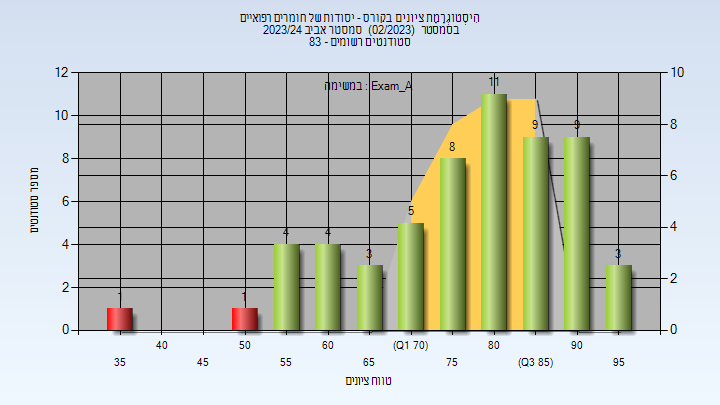 היסטוגרמת ציונים בקורס - יסודות של חומרים רפואיים
בסמסטר (02/2023) סמסטר אביב 2023/24
סטודנטים רשומים - 83
במשימה : Exam_A
מספר סטודנטים
12 10 8 6 4 2 0
10 8 6 4 2 0
1 1 4 4 3 5 8 11 9 9 3
40 50 60 (Q1 70) 80 90
35 45 55 65 75 (Q3 85) 95
טווח ציונים